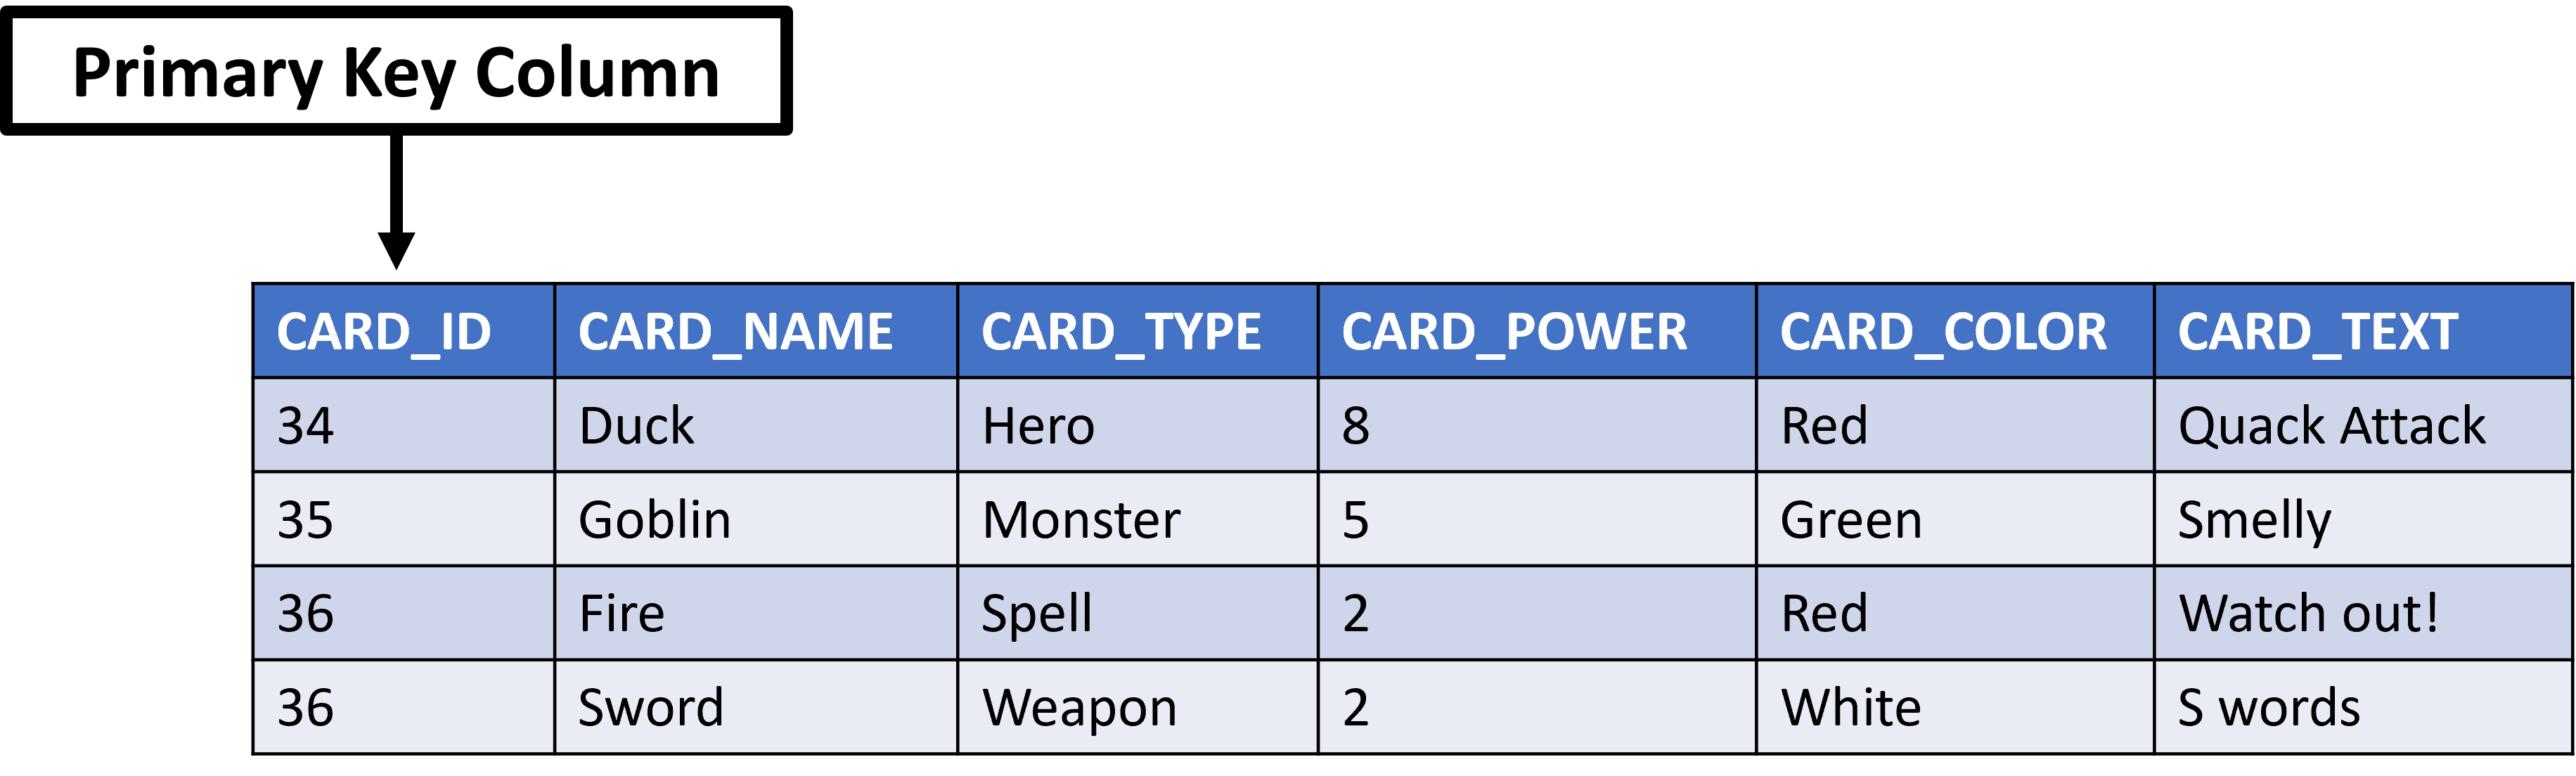 Primary Key Column
CARD_ID CARD_NAME CARD_TYPE CARD_POWER CARD_COLOR CARD_TEXT
34 Duck Hero 8 Red Quack Attack
35 Goblin Monster 5 Green Smelly
36 Fire Spell 2 Red Watch out!
36 Sword Weapon 2 White S words